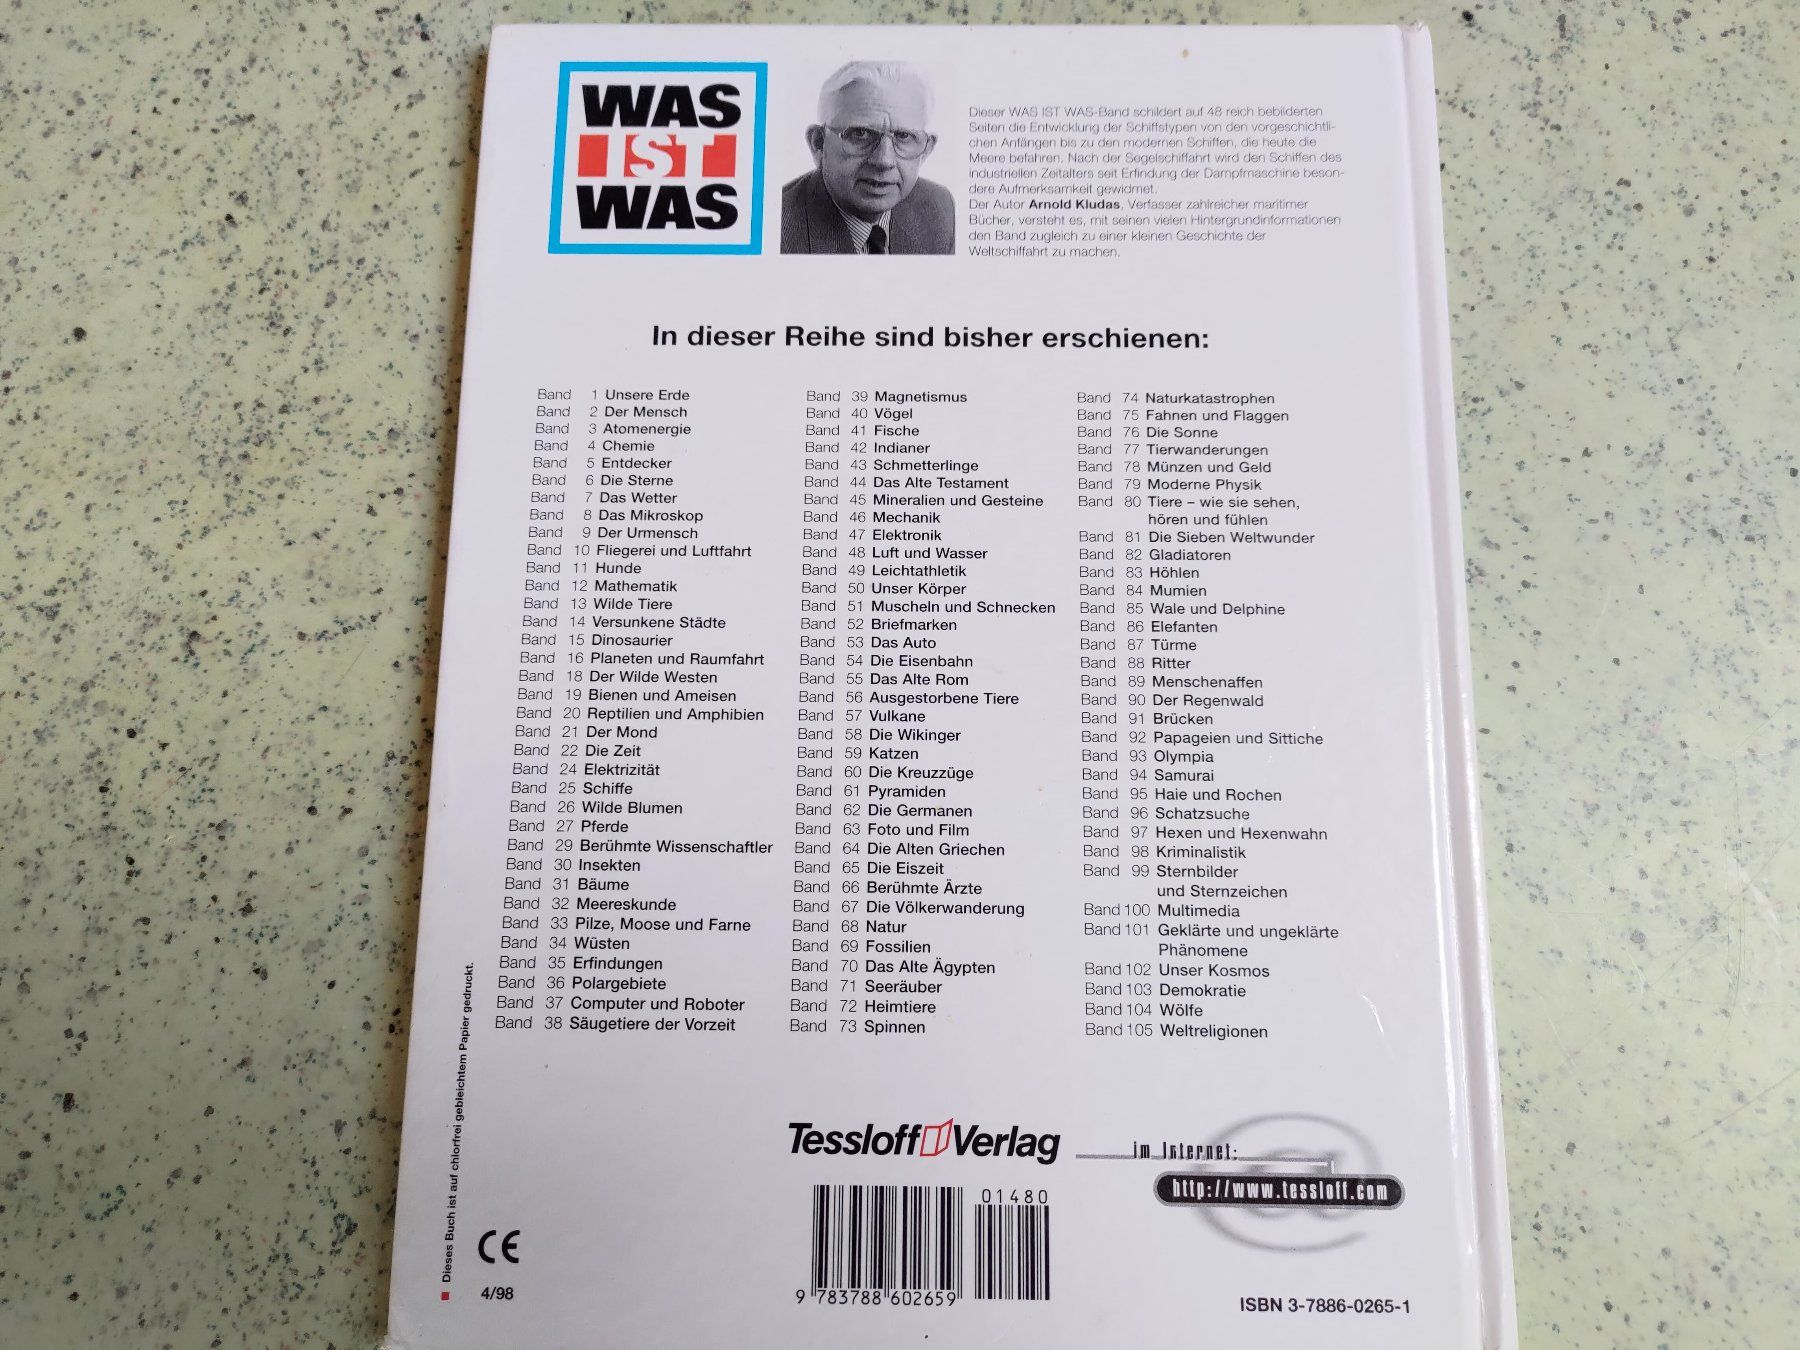 WAS
IST
WAS
Dieser WAS IST WAS-Band schildert auf 48 reich bebilderten
Seiten die Entwicklung der Schiffstypen von den vorgeschichtli-
chen Anfängen bis zu den modernen Schiffen, die heute die
Meere befahren. Nach der Segelschiffahrt wird den Schiffen des
industriellen Zeitalters seit Erfindung der Dampfmaschine beson-
dere Aufmerksamkeit gewidmet.
Der Autor Arnold Kludas, Verfasser zahlreicher maritimer
Bücher, versteht es, mit seinen vielen Hintergrundinformationen
den Band zugleich zu einer kleinen Geschichte der
Weltschiffahrt zu machen.
In dieser Reihe sind bisher erschienen:
Band 1 Unsere Erde
Band 2 Der Mensch
Band 3 Atomenergie
Band 4 Chemie
Band 5 Entdecker
Band 6 Die Sterne
Band 7 Das Wetter
Band 8 Das Mikroskop
Band 9 Der Urmensch
Band 10 Fliegerei und Luftfahrt
Band 11 Hunde
Band 12 Mathematik
Band 13 Wilde Tiere
Band 14 Versunkene Städte
Band 15 Dinosaurier
Band 16 Planeten und Raumfahrt
Band 18 Der Wilde Westen
Band 19 Bienen und Ameisen
Band 20 Reptilien und Amphibien
Band 21 Der Mond
Band 22 Die Zeit
Band 24 Elektrizität
Band 25 Schiffe
Band 26 Wilde Blumen
Band 27 Pferde
Band 29 Berühmte Wissenschaftler
Band 30 Insekten
Band 31 Bäume
Band 32 Meereskunde
Band 33 Pilze, Moose und Farne
Band 34 Wüsten
Band 35 Erfindungen
Band 36 Polargebiete
Band 37 Computer und Roboter
Band 38 Säugetiere der Vorzeit
Band 39 Magnetismus
Band 40 Vögel
Band 41 Fische
Band 42 Indianer
Band 43 Schmetterlinge
Band 44 Das Alte Testament
Band 45 Mineralien und Gesteine
Band 46 Mechanik
Band 47 Elektronik
Band 48 Luft und Wasser
Band 49 Leichtathletik
Band 50 Unser Körper
Band 51 Muscheln und Schnecken
Band 52 Briefmarken
Band 53 Das Auto
Band 54 Die Eisenbahn
Band 55 Das Alte Rom
Band 56 Ausgestorbene Tiere
Band 57 Vulkane
Band 58 Die Wikinger
Band 59 Katzen
Band 60 Die Kreuzzüge
Band 61 Pyramiden
Band 62 Die Germanen
Band 63 Foto und Film
Band 64 Die Alten Griechen
Band 65 Die Eiszeit
Band 66 Berühmte Ärzte
Band 67 Die Völkerwanderung
Band 68 Natur
Band 69 Fossilien
Band 70 Das Alte Ägypten
Band 71 Seeräuber
Band 72 Heimtiere
Band 73 Spinnen
Band 74 Naturkatastrophen
Band 75 Fahnen und Flaggen
Band 76 Die Sonne
Band 77 Tierwanderungen
Band 78 Münzen und Geld
Band 79 Moderne Physik
Band 80 Tiere – wie sie sehen,
hören und fühlen
Band 81 Die Sieben Weltwunder
Band 82 Gladiatoren
Band 83 Höhlen
Band 84 Mumien
Band 85 Wale und Delphine
Band 86 Elefanten
Band 87 Türme
Band 88 Ritter
Band 89 Menschenaffen
Band 90 Der Regenwald
Band 91 Brücken
Band 92 Papageien und Sittiche
Band 93 Olympia
Band 94 Samurai
Band 95 Haie und Rochen
Band 96 Schatzsuche
Band 97 Hexen und Hexenwahn
Band 98 Kriminalistik
Band 99 Sternbilder
und Sternzeichen
Band 100 Multimedia
Band 101 Geklärte und ungeklärte
Phänomene
Band 102 Unser Kosmos
Band 103 Demokratie
Band 104 Wölfe
Band 105 Weltreligionen
Dieses Buch ist auf chlorfrei gebleichtem Papier gedruckt.
CE
4/98
Tessloff Verlag
im Internet:
http://www.tessloff.com
01480
9 783788 602659
ISBN 3-7886-0265-1